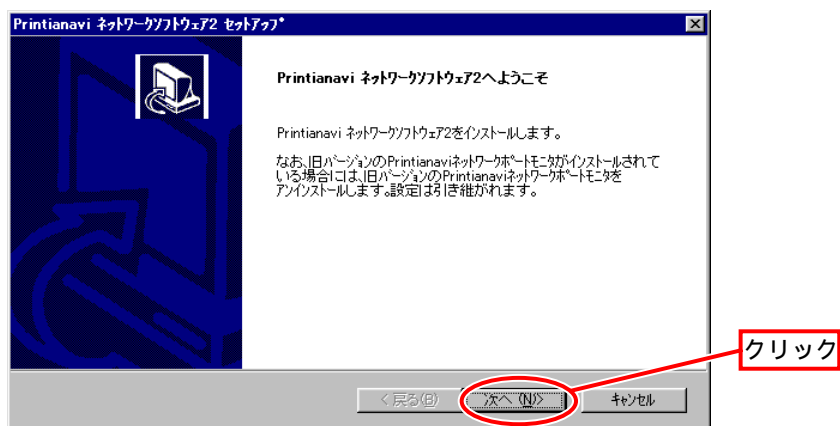 Printianavi ﾈｯﾄﾜｰｸｿﾌﾄｳｪｱ2 ｾｯﾄｱｯﾌﾟ
Printianavi ﾈｯﾄﾜｰｸｿﾌﾄｳｪｱ2へようこそ
Printianavi ﾈｯﾄﾜｰｸｿﾌﾄｳｪｱ2をｲﾝｽﾄｰﾙします。
なお、旧ﾊﾞｰｼﾞｮﾝのPrintianaviﾈｯﾄﾜｰｸﾎﾟｰﾄﾓﾆﾀがｲﾝｽﾄｰﾙされて
いる場合には、旧ﾊﾞｰｼﾞｮﾝのPrintianaviﾈｯﾄﾜｰｸﾎﾟｰﾄﾓﾆﾀを
ｱﾝｲﾝｽﾄｰﾙします。設定は引き継がれます。
クリック
< 戻る(B)
次へ (N)>
ｷｬﾝｾﾙ